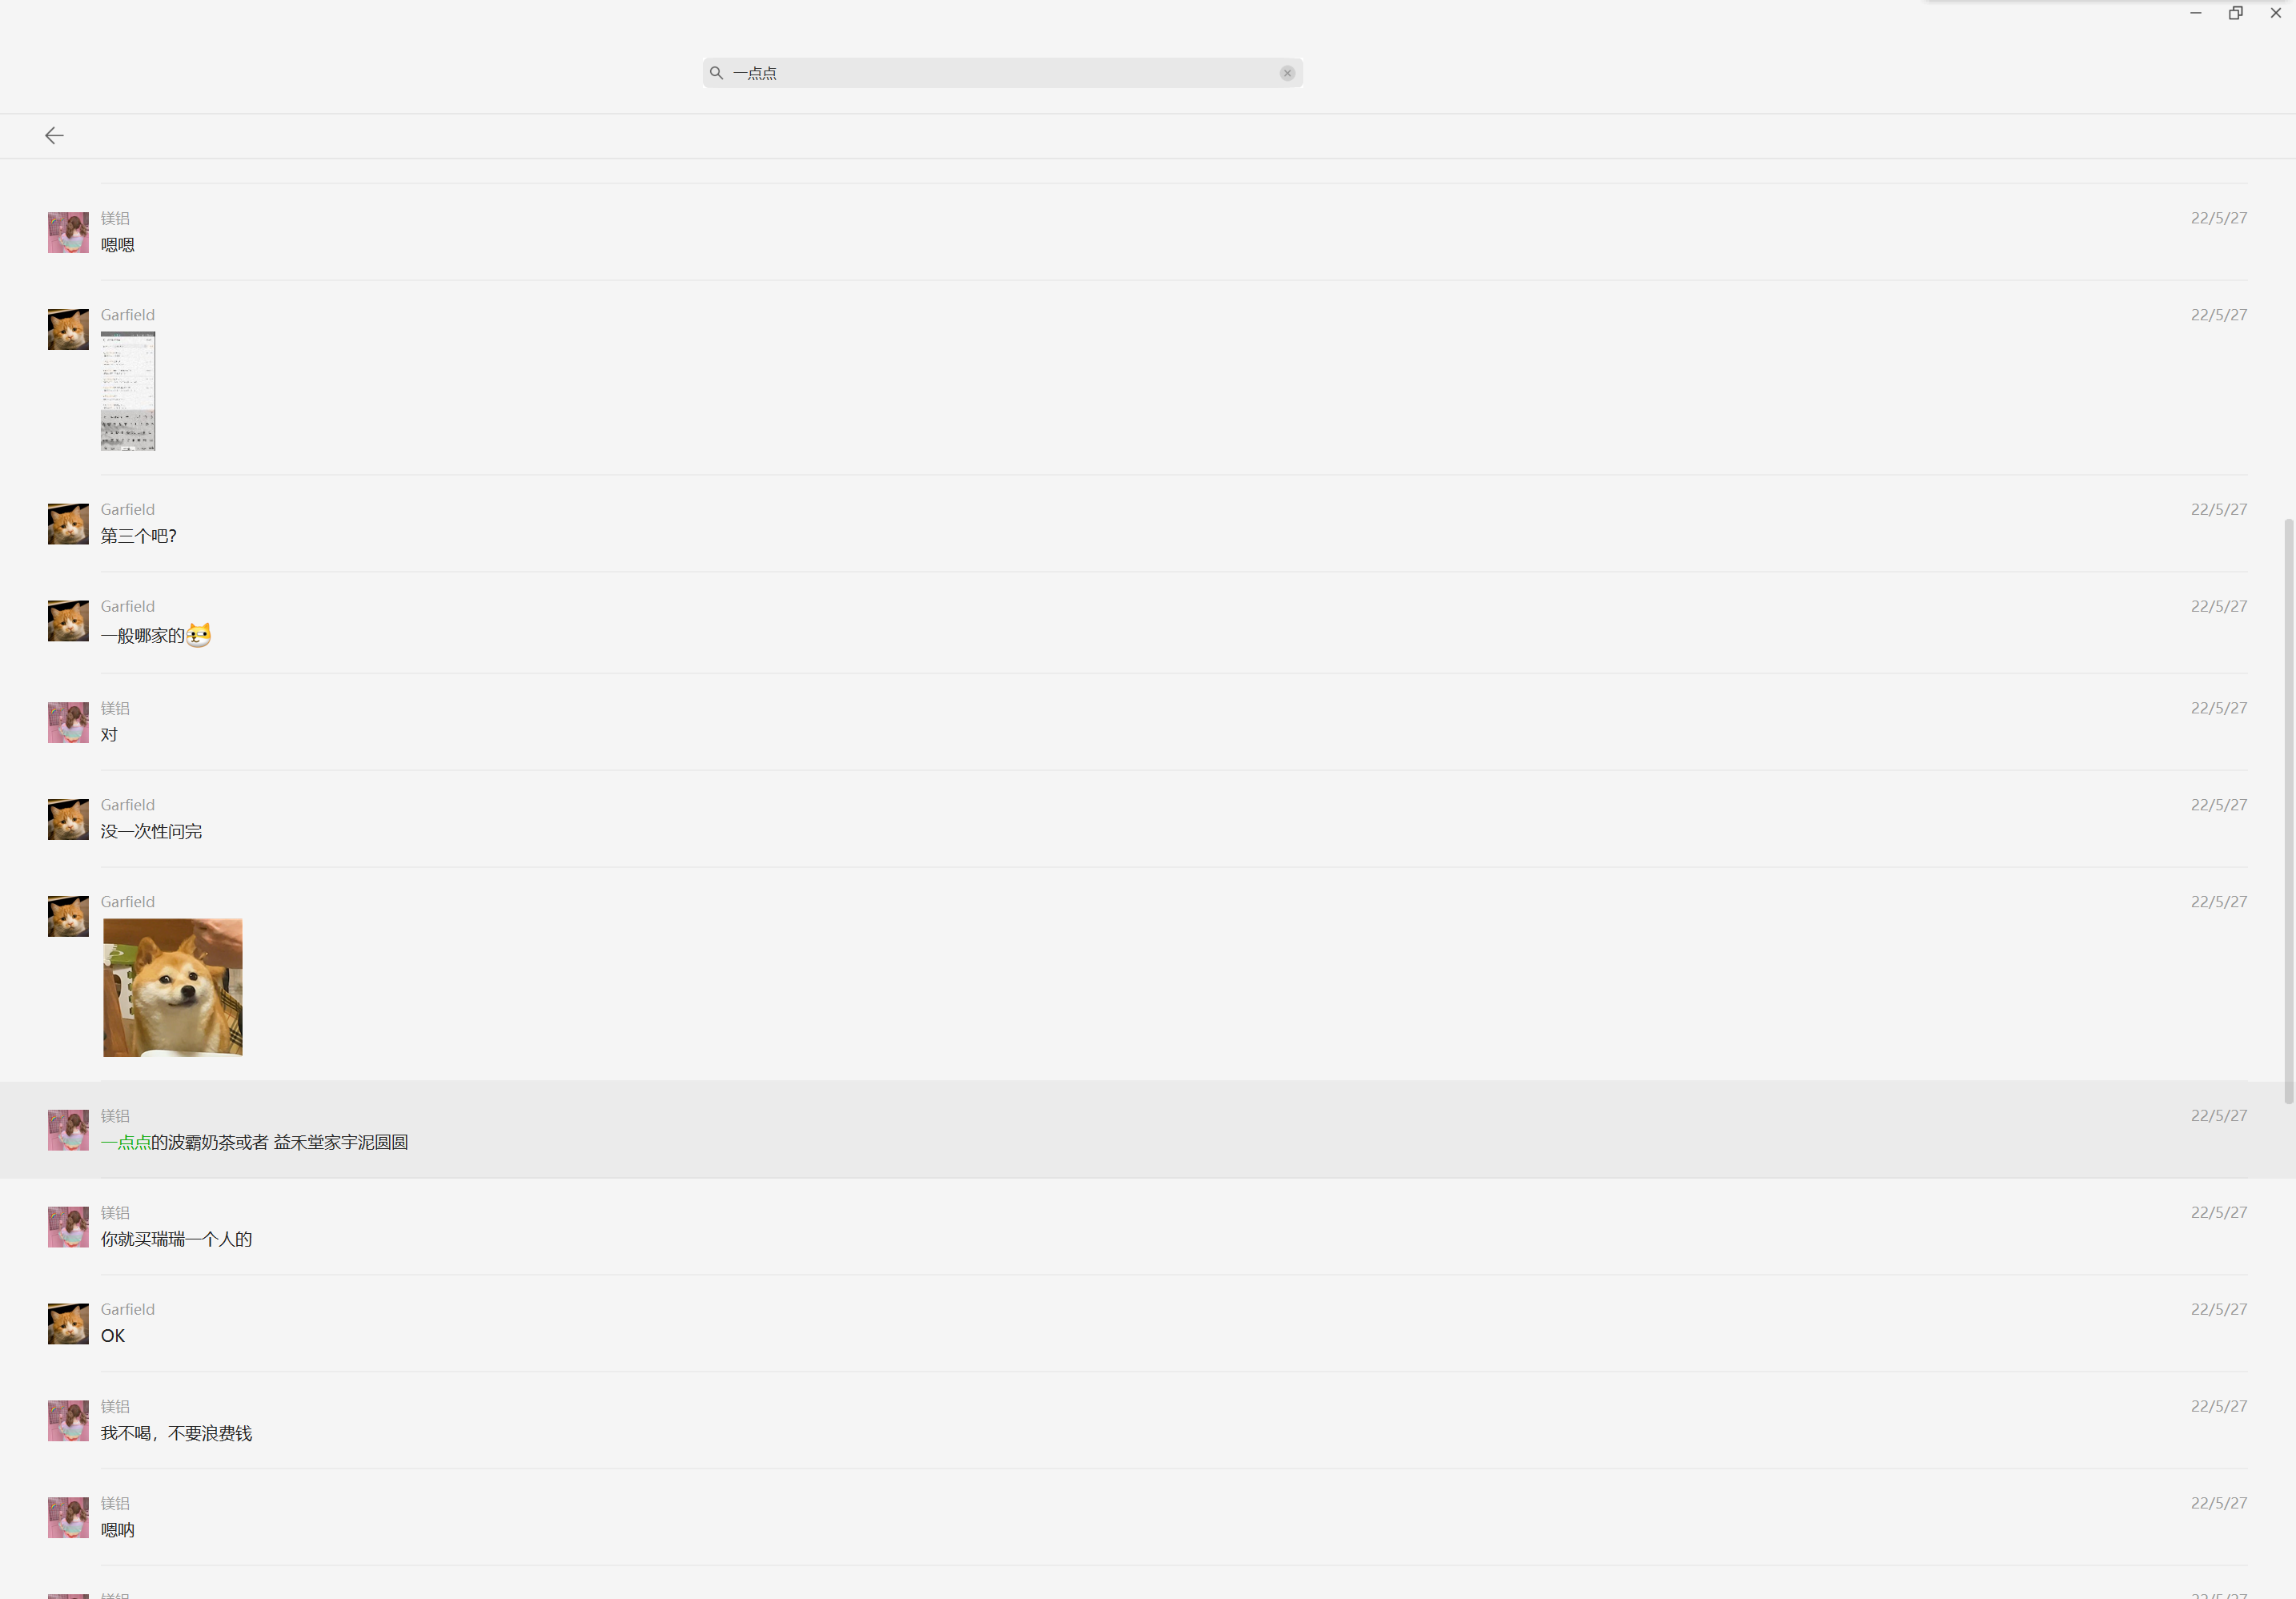 一点点
镁铝
22/5/27
嗯嗯
Garfield
22/5/27
Garfield
22/5/27
第三个吧？
Garfield
22/5/27
一般哪家的
镁铝
22/5/27
对
Garfield
22/5/27
没一次性问完
Garfield
22/5/27
镁铝
22/5/27
一点点的波霸奶茶或者 益禾堂家宇泥圆圆
镁铝
22/5/27
你就买瑞瑞一个人的
Garfield
22/5/27
OK
镁铝
22/5/27
我不喝，不要浪费钱
镁铝
22/5/27
嗯呐